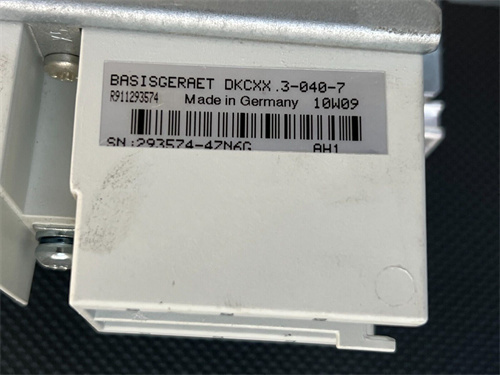 BASISGERAET DKCXX.3-040-7
R911293574 Made in Germany 10W09
SN:293574-47N6G AH1